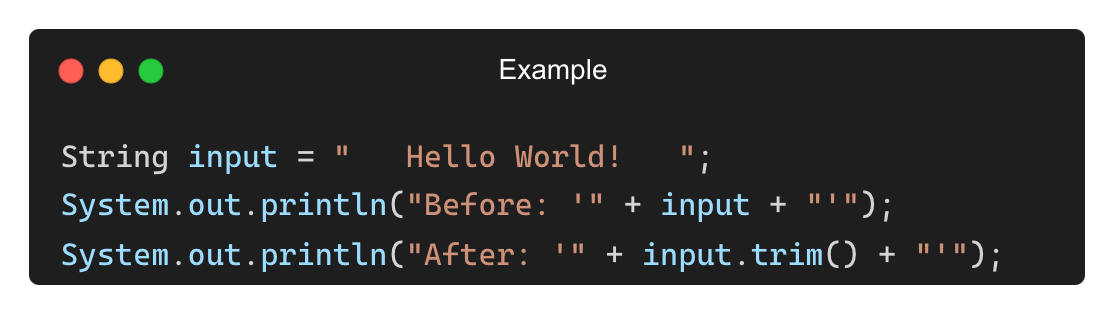 Example
String input = "   Hello World!   ";
System.out.println("Before: '" + input + "'");
System.out.println("After: '" + input.trim() + "'");